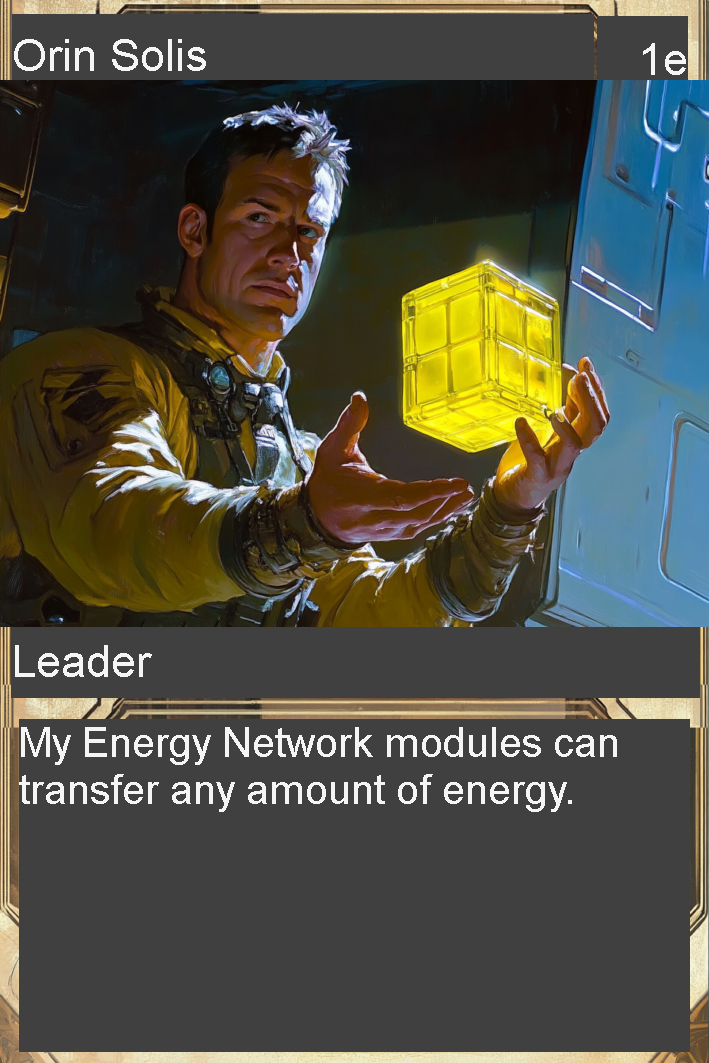 Orin Solis
1e
Leader
My Energy Network modules can
transfer any amount of energy.